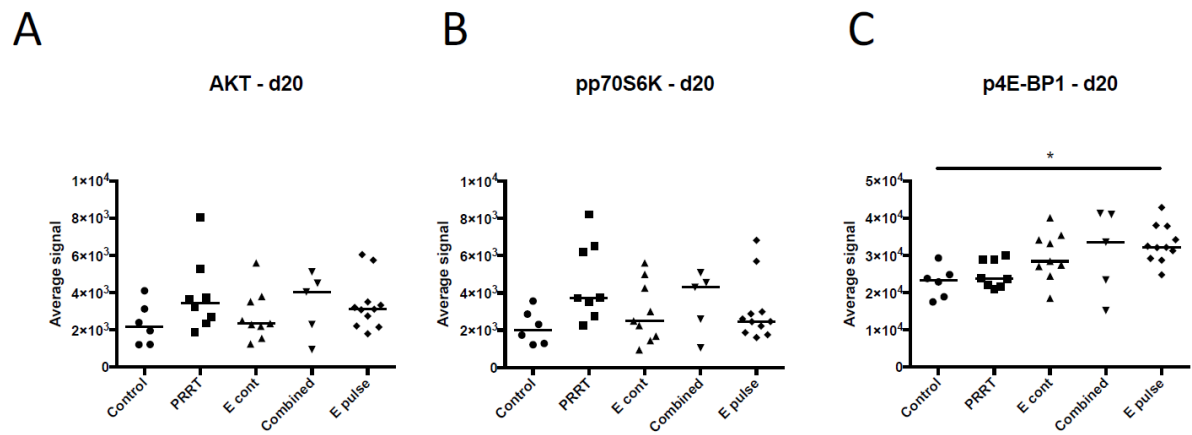 A
B
C
AKT - d20
pp70S6K - d20
p4E-BP1 - d20
*
Average signal
1×10⁴
8×10³
6×10³
4×10³
2×10³
0
Control
PRRT
E cont
Combined
E pulse
Average signal
1×10⁴
8×10³
6×10³
4×10³
2×10³
0
Control
PRRT
E cont
Combined
E pulse
Average signal
5×10⁴
4×10⁴
3×10⁴
2×10⁴
1×10⁴
0
Control
PRRT
E cont
Combined
E pulse